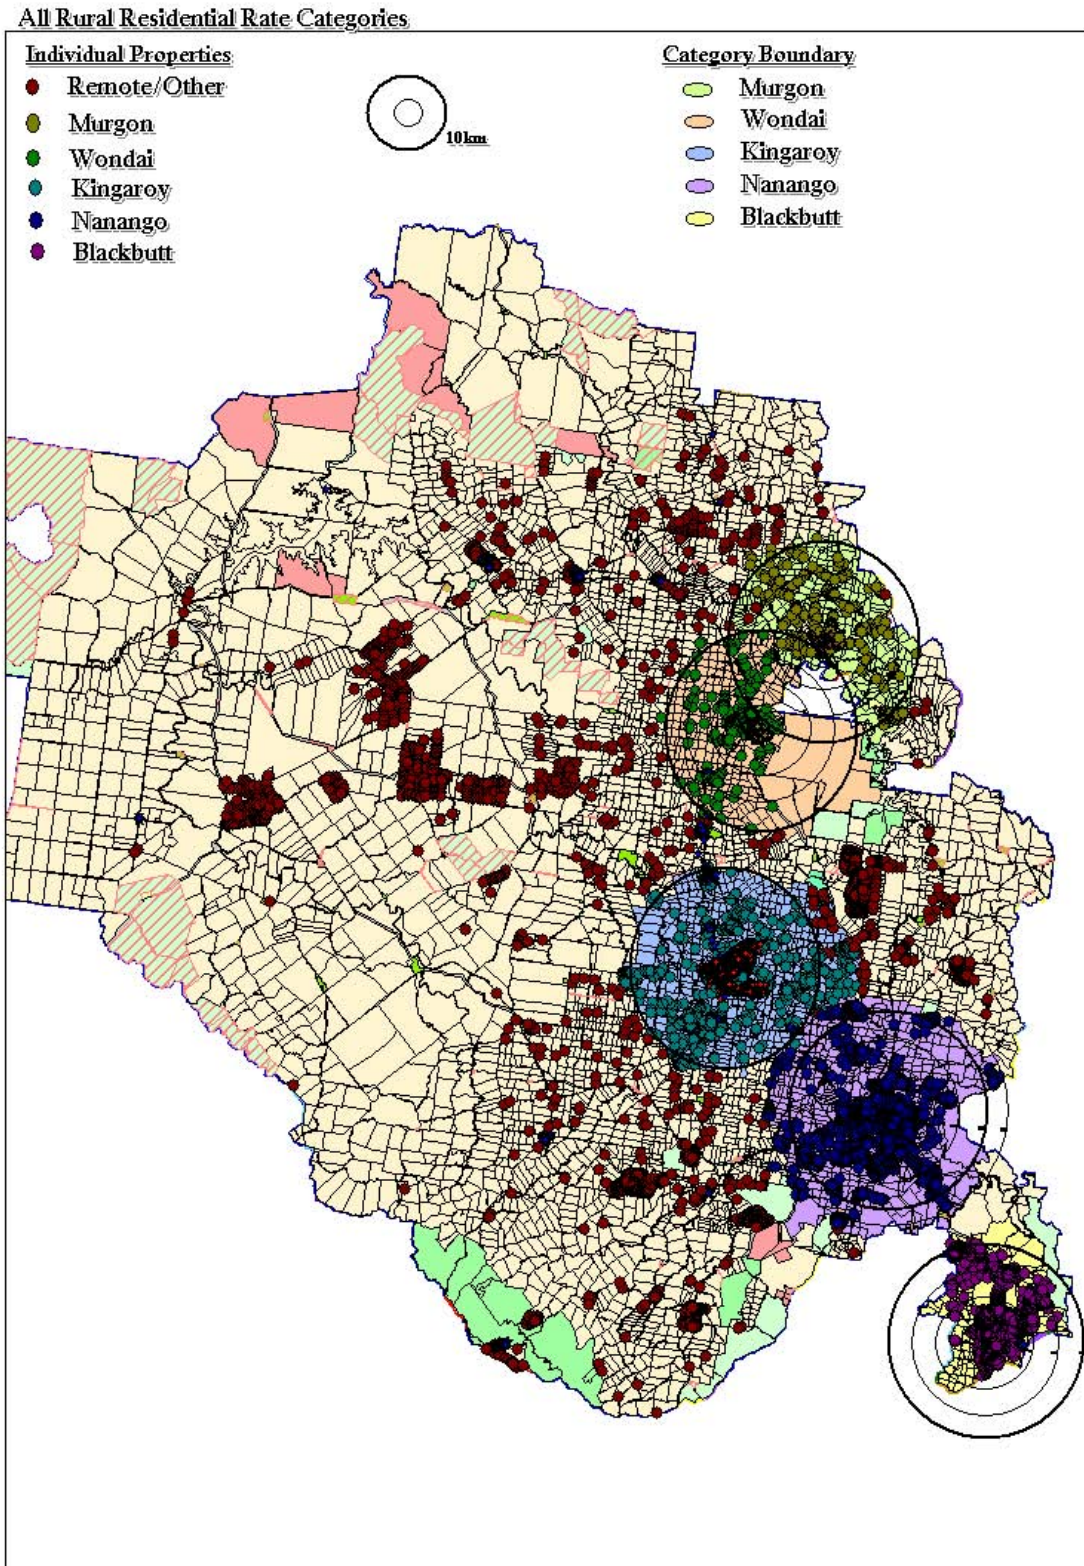 All Rural Residential Rate Categories
Individual Properties
Remote/Other
Murgon
Wondai
Kingaroy
Nanango
Blackbutt
10km
Category Boundary
Murgon
Wondai
Kingaroy
Nanango
Blackbutt